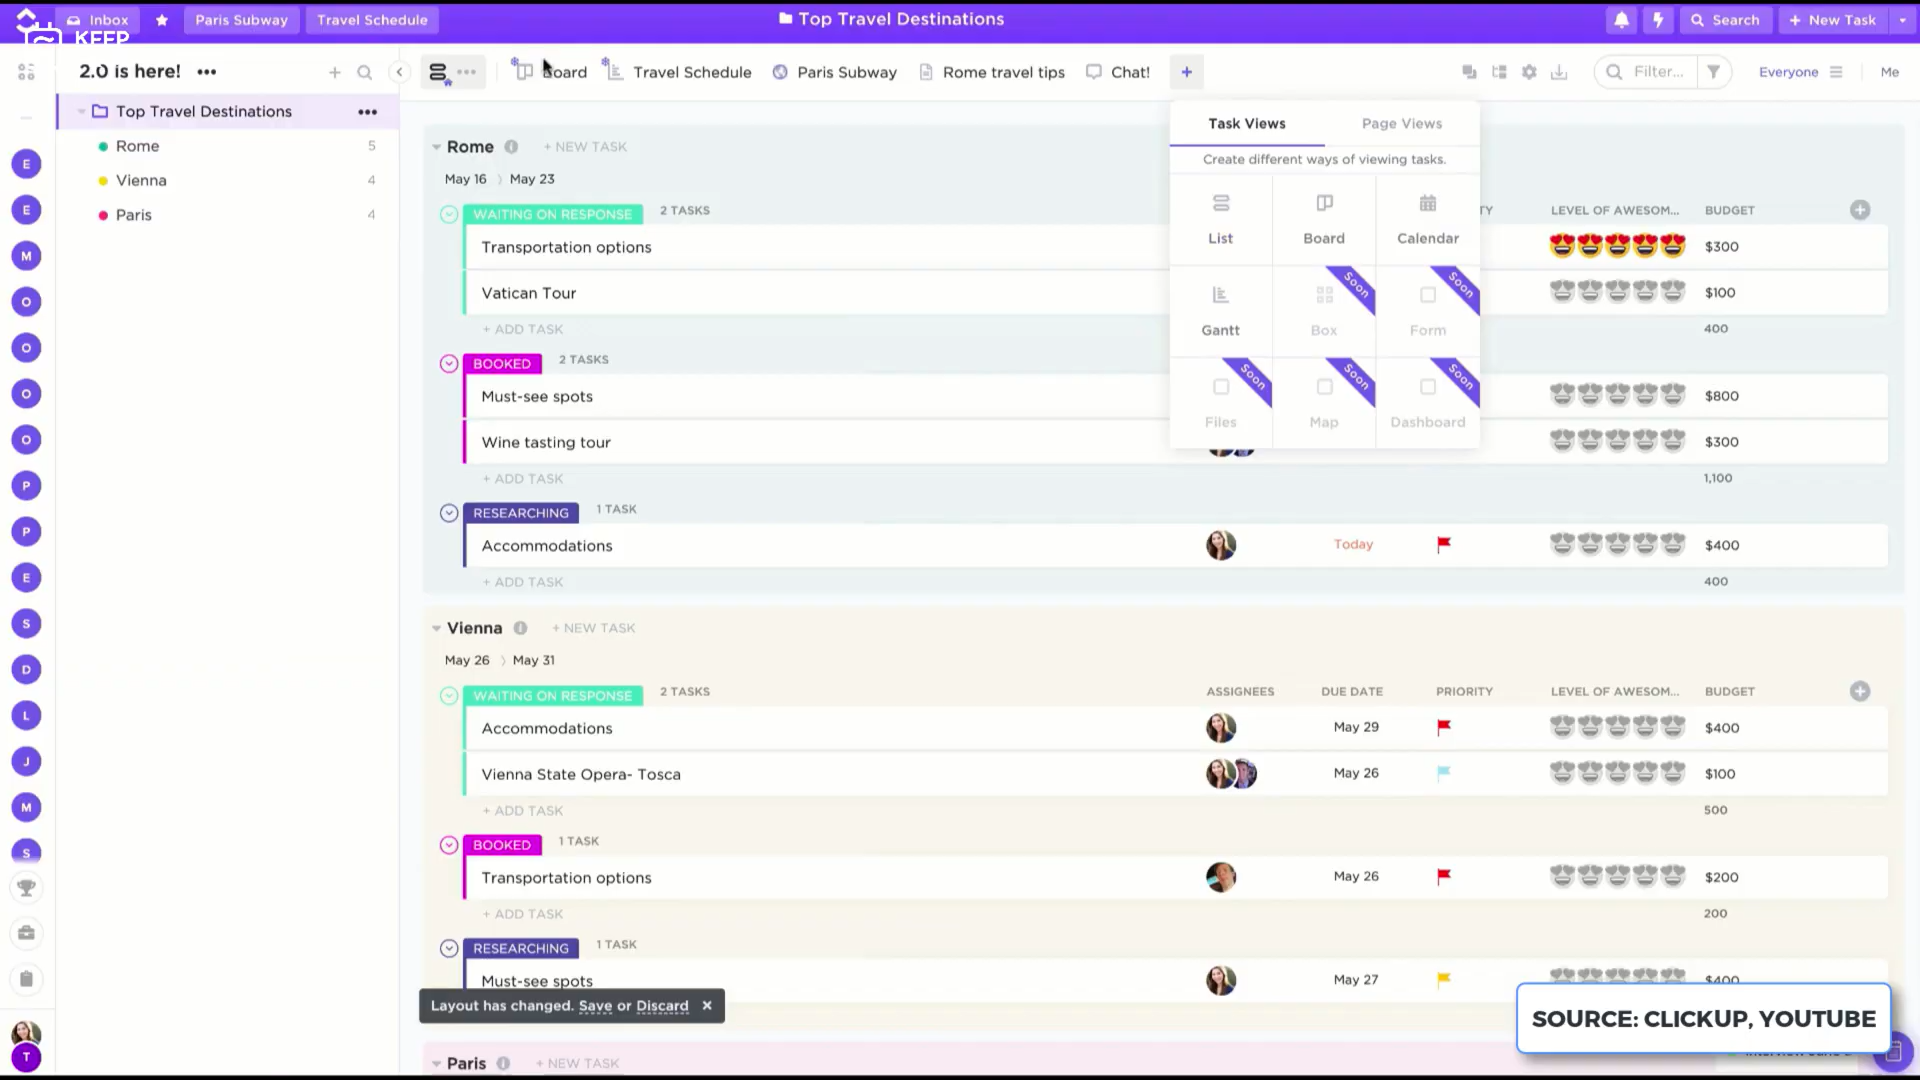 Inbox
Paris Subway
Travel Schedule
Top Travel Destinations
Search
+ New Task
KEEP
2.0 is here!
Board
Travel Schedule
Paris Subway
Rome travel tips
Chat!
+
Filter...
Everyone
Me
Top Travel Destinations
Rome 5
Vienna 4
Paris 4
E
E
M
O
O
O
O
P
P
E
S
D
L
J
M
S
T
Task Views
Page Views
Create different ways of viewing tasks.
List
Board
Calendar
Gantt
Box
Soon
Form
Soon
Files
Soon
Map
Soon
Dashboard
Soon
Rome + NEW TASK
May 16 May 23
WAITING ON RESPONSE 2 TASKS TY LEVEL OF AWESOM... BUDGET
Transportation options $300
Vatican Tour $100
+ ADD TASK 400
BOOKED 2 TASKS
Must-see spots $800
Wine tasting tour $300
+ ADD TASK 1,100
RESEARCHING 1 TASK
Accommodations Today $400
+ ADD TASK 400
Vienna + NEW TASK
May 26 May 31
WAITING ON RESPONSE 2 TASKS ASSIGNEES DUE DATE PRIORITY LEVEL OF AWESOM... BUDGET
Accommodations May 29 $400
Vienna State Opera- Tosca May 26 $100
+ ADD TASK 500
BOOKED 1 TASK
Transportation options May 26 $200
+ ADD TASK 200
RESEARCHING 1 TASK
Must-see spots May 27 $400
Layout has changed. Save or Discard
SOURCE: CLICKUP, YOUTUBE
Paris + NEW TASK